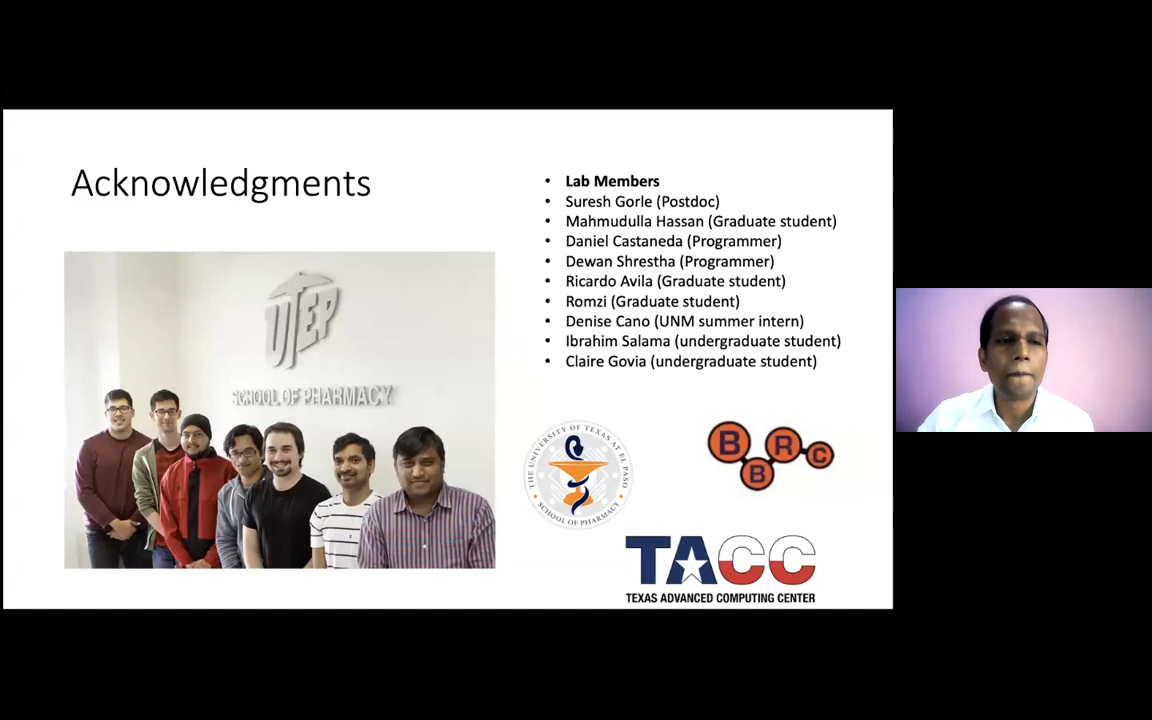 Acknowledgments
• Lab Members
• Suresh Gorle (Postdoc)
• Mahmudulla Hassan (Graduate student)
• Daniel Castaneda (Programmer)
• Dewan Shrestha (Programmer)
• Ricardo Avila (Graduate student)
• Romzi (Graduate student)
• Denise Cano (UNM summer intern)
• Ibrahim Salama (undergraduate student)
• Claire Govia (undergraduate student)
UTEP
SCHOOL OF PHARMACY
THE UNIVERSITY OF TEXAS AT EL PASO
SCHOOL OF PHARMACY
BBRC
TACC
TEXAS ADVANCED COMPUTING CENTER